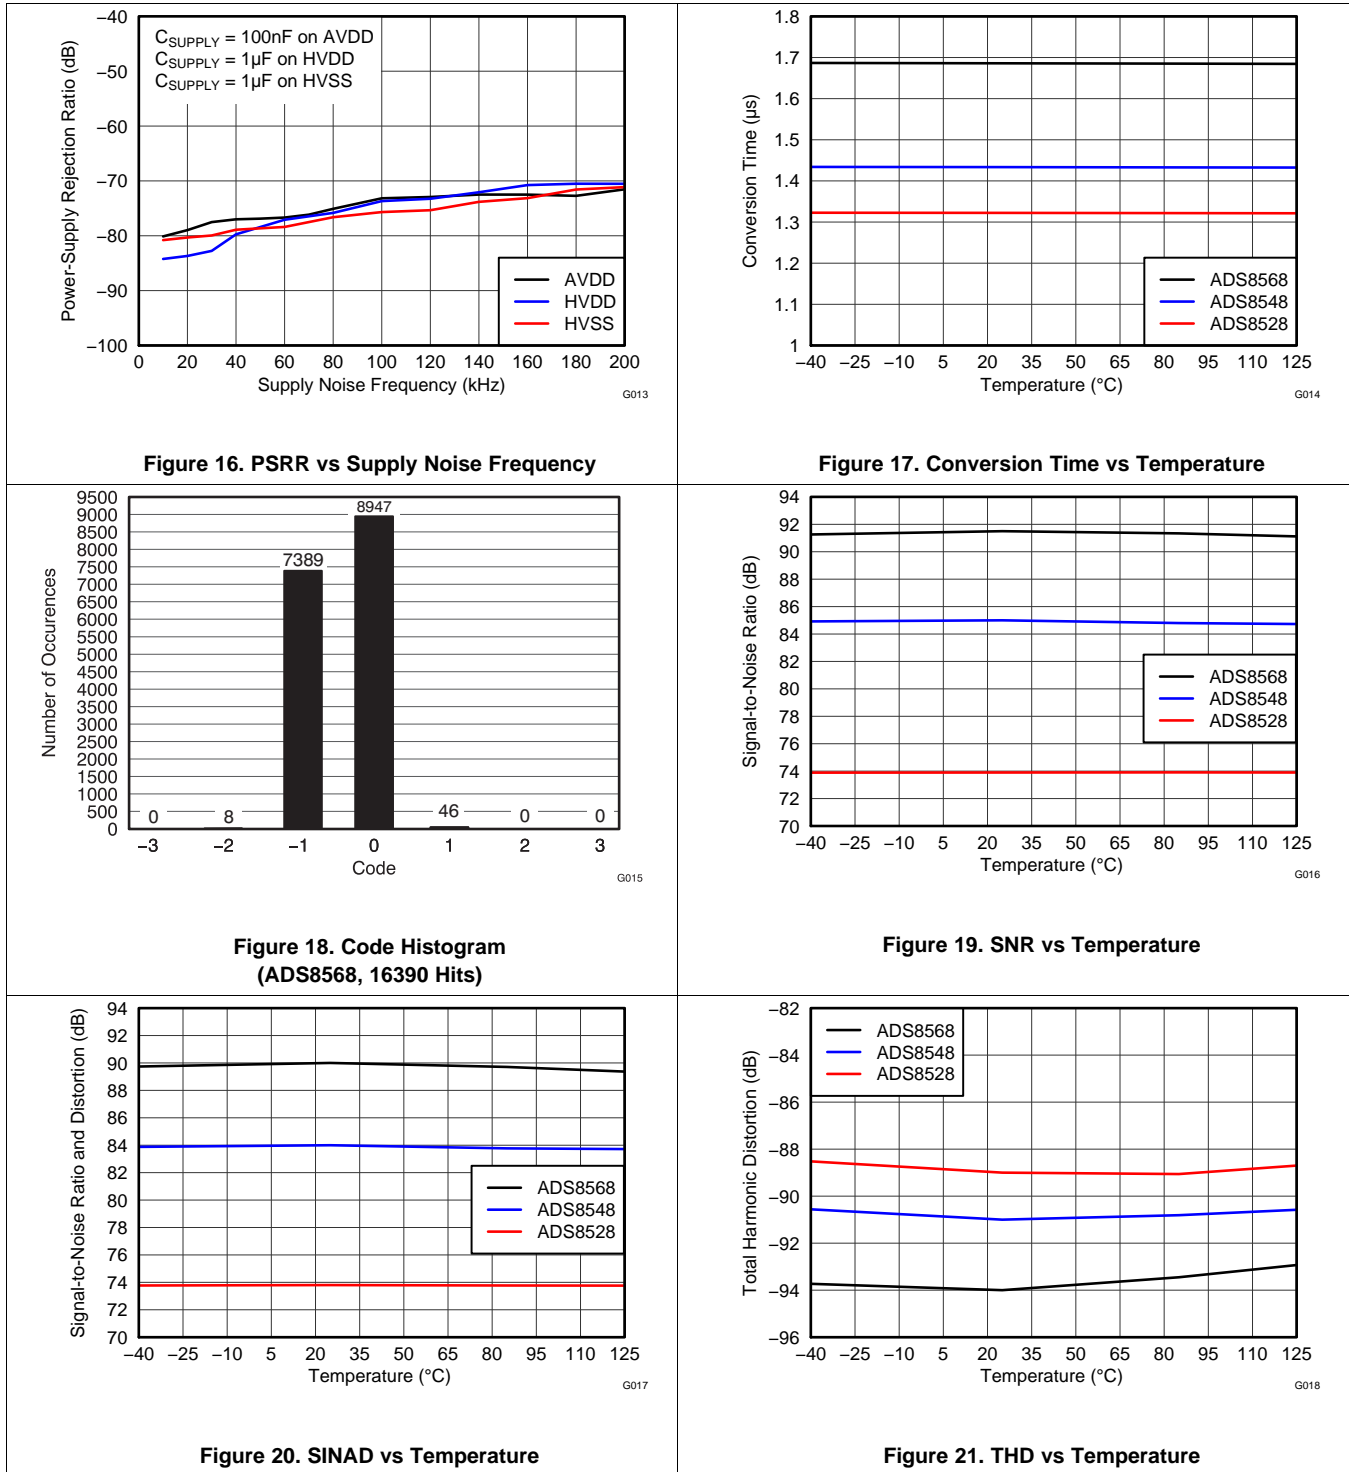 Power-Supply Rejection Ratio (dB)
−40
−50
−60
−70
−80
−90
−100
CSUPPLY = 100nF on AVDD
CSUPPLY = 1µF on HVDD
CSUPPLY = 1µF on HVSS
AVDD
HVDD
HVSS
0 20 40 60 80 100 120 140 160 180 200
Supply Noise Frequency (kHz)
G013
Figure 16. PSRR vs Supply Noise Frequency
Conversion Time (µs)
1.8
1.7
1.6
1.5
1.4
1.3
1.2
1.1
1
ADS8568
ADS8548
ADS8528
−40 −25 −10 5 20 35 50 65 80 95 110 125
Temperature (°C)
G014
Figure 17. Conversion Time vs Temperature
Number of Occurences
9500
9000
8500
8000
7500
7000
6500
6000
5500
5000
4500
4000
3500
3000
2500
2000
1500
1000
500
0
0 8 7389 8947 46 0 0
−3 −2 −1 0 1 2 3
Code
G015
Figure 18. Code Histogram
(ADS8568, 16390 Hits)
Signal-to-Noise Ratio (dB)
94
92
90
88
86
84
82
80
78
76
74
72
70
ADS8568
ADS8548
ADS8528
−40 −25 −10 5 20 35 50 65 80 95 110 125
Temperature (°C)
G016
Figure 19. SNR vs Temperature
Signal-to-Noise Ratio and Distortion (dB)
94
92
90
88
86
84
82
80
78
76
74
72
70
ADS8568
ADS8548
ADS8528
−40 −25 −10 5 20 35 50 65 80 95 110 125
Temperature (°C)
G017
Figure 20. SINAD vs Temperature
Total Harmonic Distortion (dB)
−82
−84
−86
−88
−90
−92
−94
−96
ADS8568
ADS8548
ADS8528
−40 −25 −10 5 20 35 50 65 80 95 110 125
Temperature (°C)
G018
Figure 21. THD vs Temperature